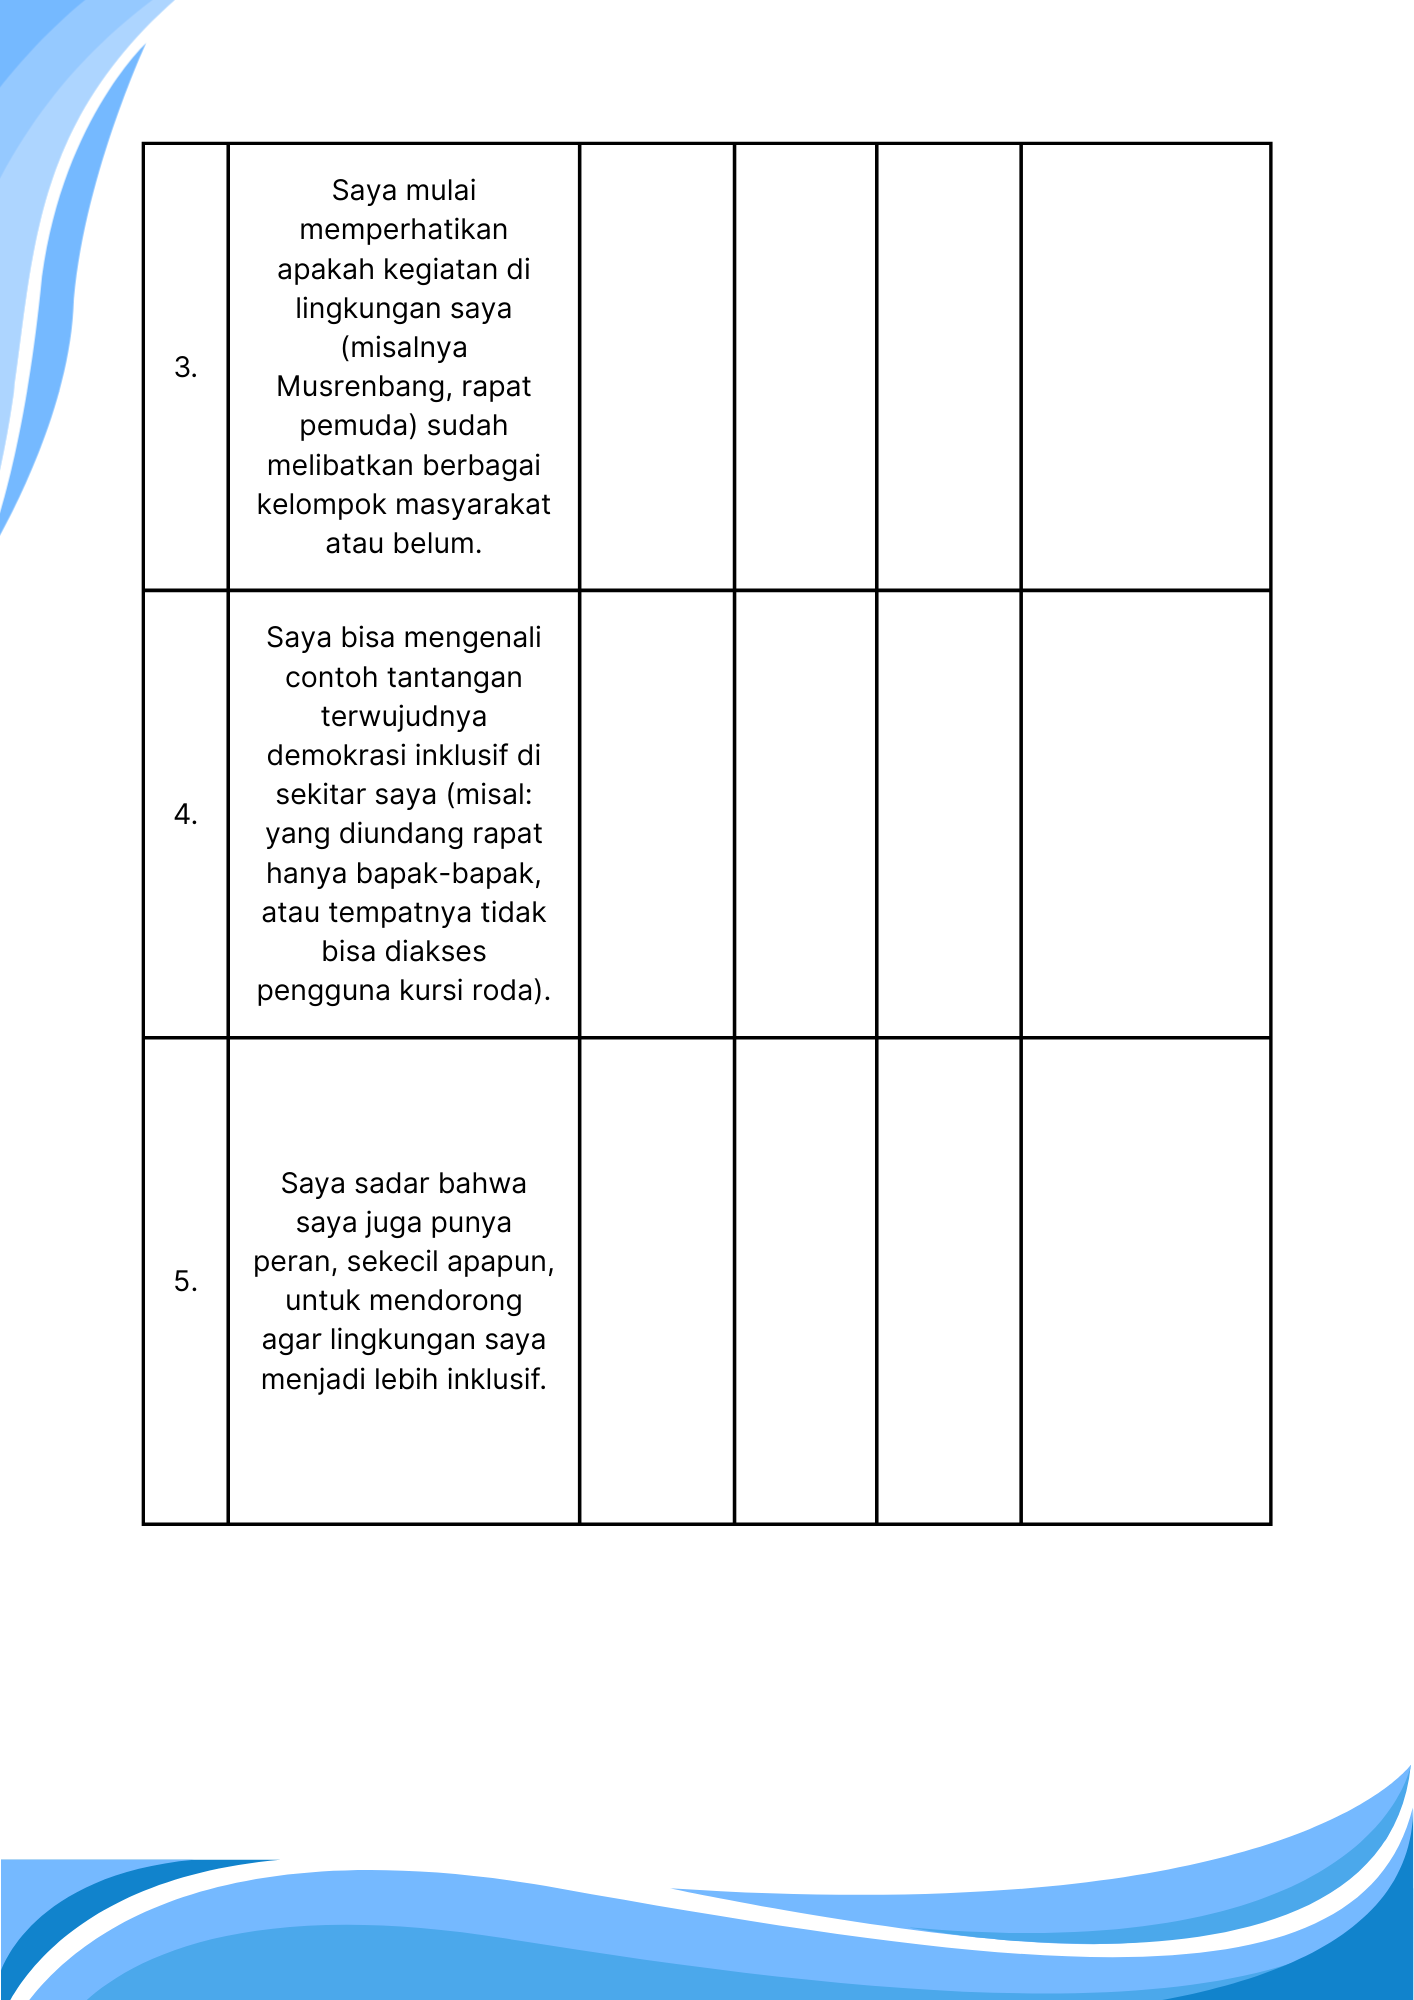 3.
Saya mulai
memperhatikan
apakah kegiatan di
lingkungan saya
(misalnya
Musrenbang, rapat
pemuda) sudah
melibatkan berbagai
kelompok masyarakat
atau belum.
4.
Saya bisa mengenali
contoh tantangan
terwujudnya
demokrasi inklusif di
sekitar saya (misal:
yang diundang rapat
hanya bapak-bapak,
atau tempatnya tidak
bisa diakses
pengguna kursi roda).
5.
Saya sadar bahwa
saya juga punya
peran, sekecil apapun,
untuk mendorong
agar lingkungan saya
menjadi lebih inklusif.